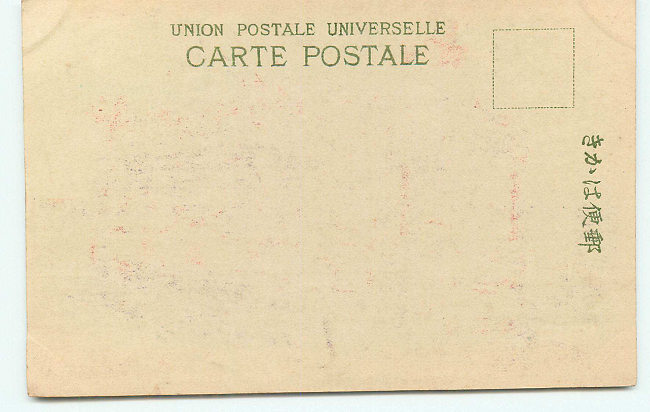 UNION POSTALE UNIVERSELLE
CARTE POSTALE
きかは便郵